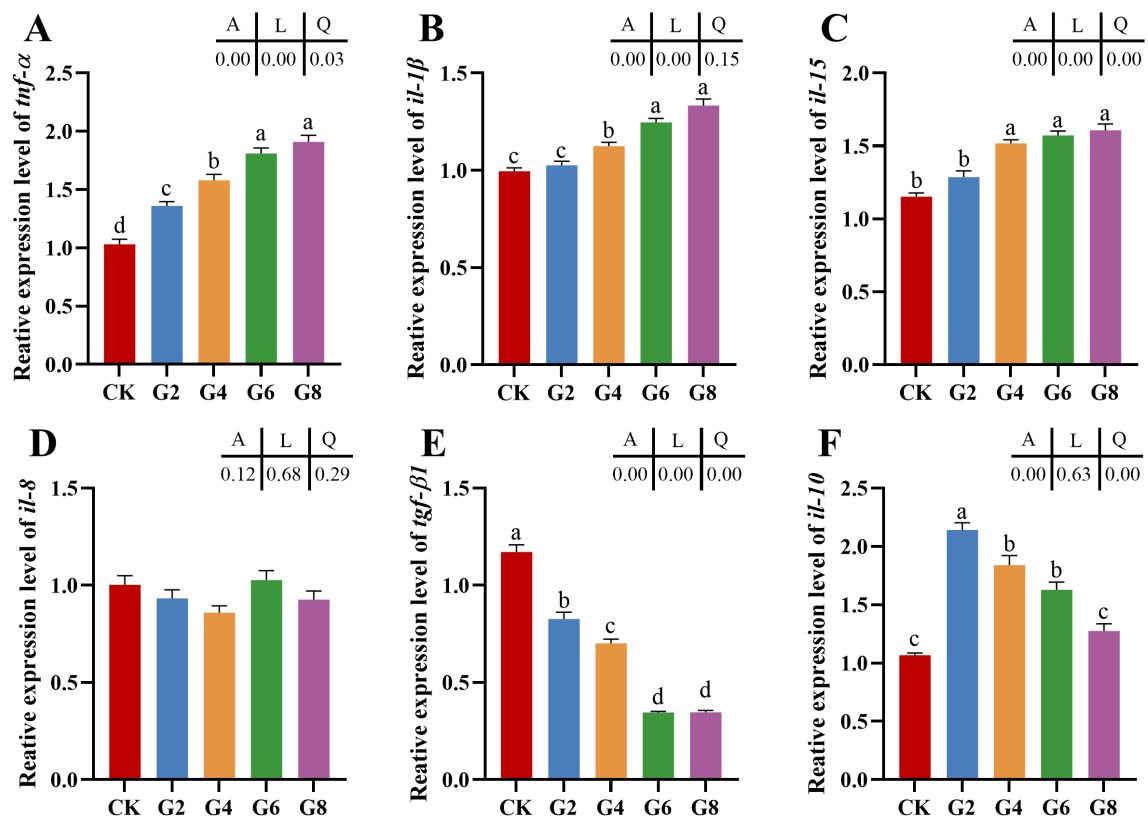 A
A L Q
0.00 0.00 0.03
Reative expression level of tnf-α
2.5
2.0
1.5
1.0
0.5
0.0
d
c
b
a
a
CK G2 G4 G6 G8
B
A L Q
0.00 0.00 0.15
Reative expression level of il-1β
1.5
1.0
0.5
0.0
c
c
b
a
a
CK G2 G4 G6 G8
C
A L Q
0.00 0.00 0.00
Reative expression level of il-15
2.0
1.5
1.0
0.5
0.0
b
b
a
a
a
CK G2 G4 G6 G8
D
A L Q
0.12 0.68 0.29
Reative expression level of il-8
1.5
1.0
0.5
0.0
CK G2 G4 G6 G8
E
A L Q
0.00 0.00 0.00
Reative expression level of tgf-β1
1.5
1.0
0.5
0.0
a
b
c
d
d
CK G2 G4 G6 G8
F
A L Q
0.00 0.63 0.00
Reative expression level of il-10
2.5
2.0
1.5
1.0
0.5
0.0
c
a
b
b
c
CK G2 G4 G6 G8